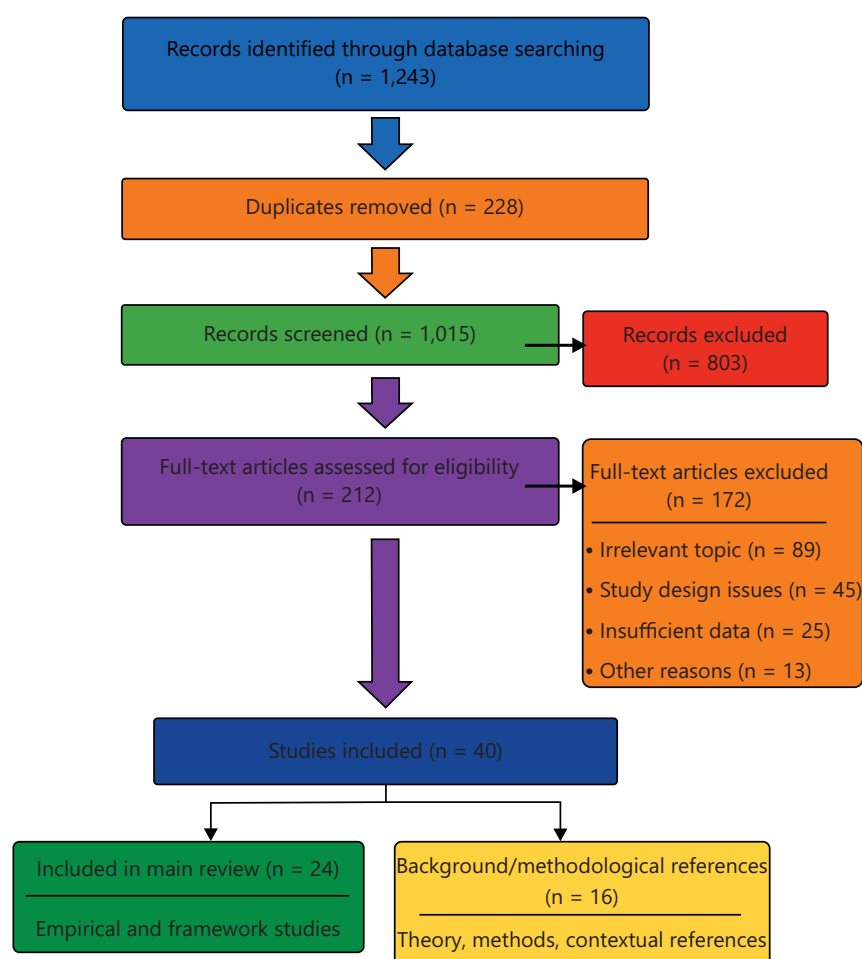 Records identified through database searching
(n = 1,243)
Duplicates removed (n = 228)
Records screened (n = 1,015)
Records excluded
(n = 803)
Full-text articles assessed for eligibility
(n = 212)
Full-text articles excluded
(n = 172)
• Irrelevant topic (n = 89)
• Study design issues (n = 45)
• Insufficient data (n = 25)
• Other reasons (n = 13)
Studies included (n = 40)
Included in main review (n = 24)
Empirical and framework studies
Background/methodological references
(n = 16)
Theory, methods, contextual references